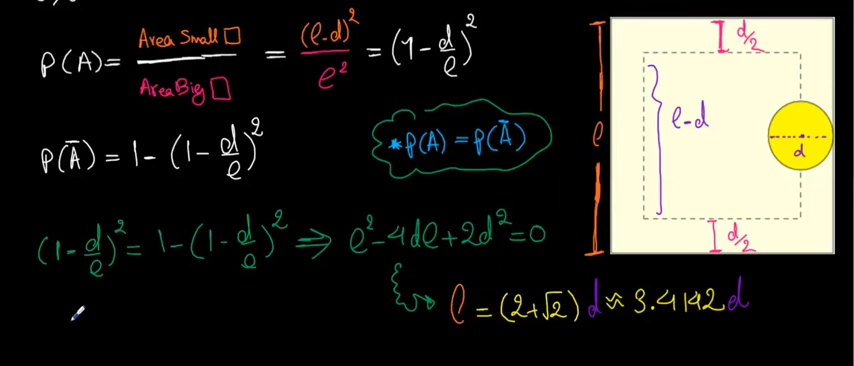 P(A) = Area Small □ / Area Big □ = (ℓ-d)² / ℓ² = (1 - d/ℓ)²
d/2
ℓ-d
ℓ
d
P(Ā) = 1 - (1 - d/ℓ)²
*P(A) = P(Ā)
(1 - d/ℓ)² = 1 - (1 - d/ℓ)² ⟹ ℓ² - 4dℓ + 2d² = 0
d/2
ℓ = (2+√2) d ≈ 3.4142 d